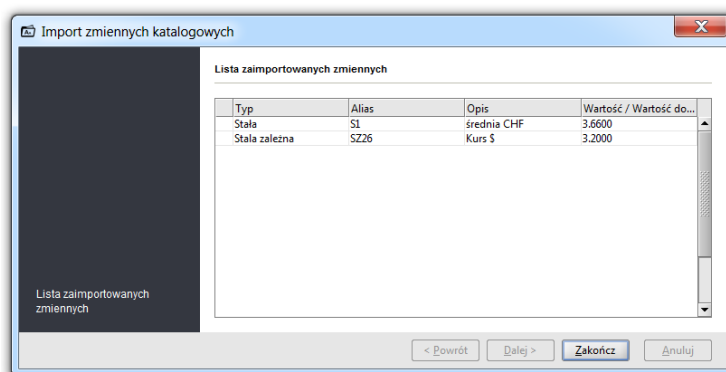 Import zmiennych katalogowych
Lista zaimportowanych zmiennych
Typ Alias Opis Wartość / Wartość do...
Stała S1 średnia CHF 3.6600
Stala zależna SZ26 Kurs $ 3.2000
Lista zaimportowanych
zmiennych
< Powrót Dalej > Zakończ Anuluj